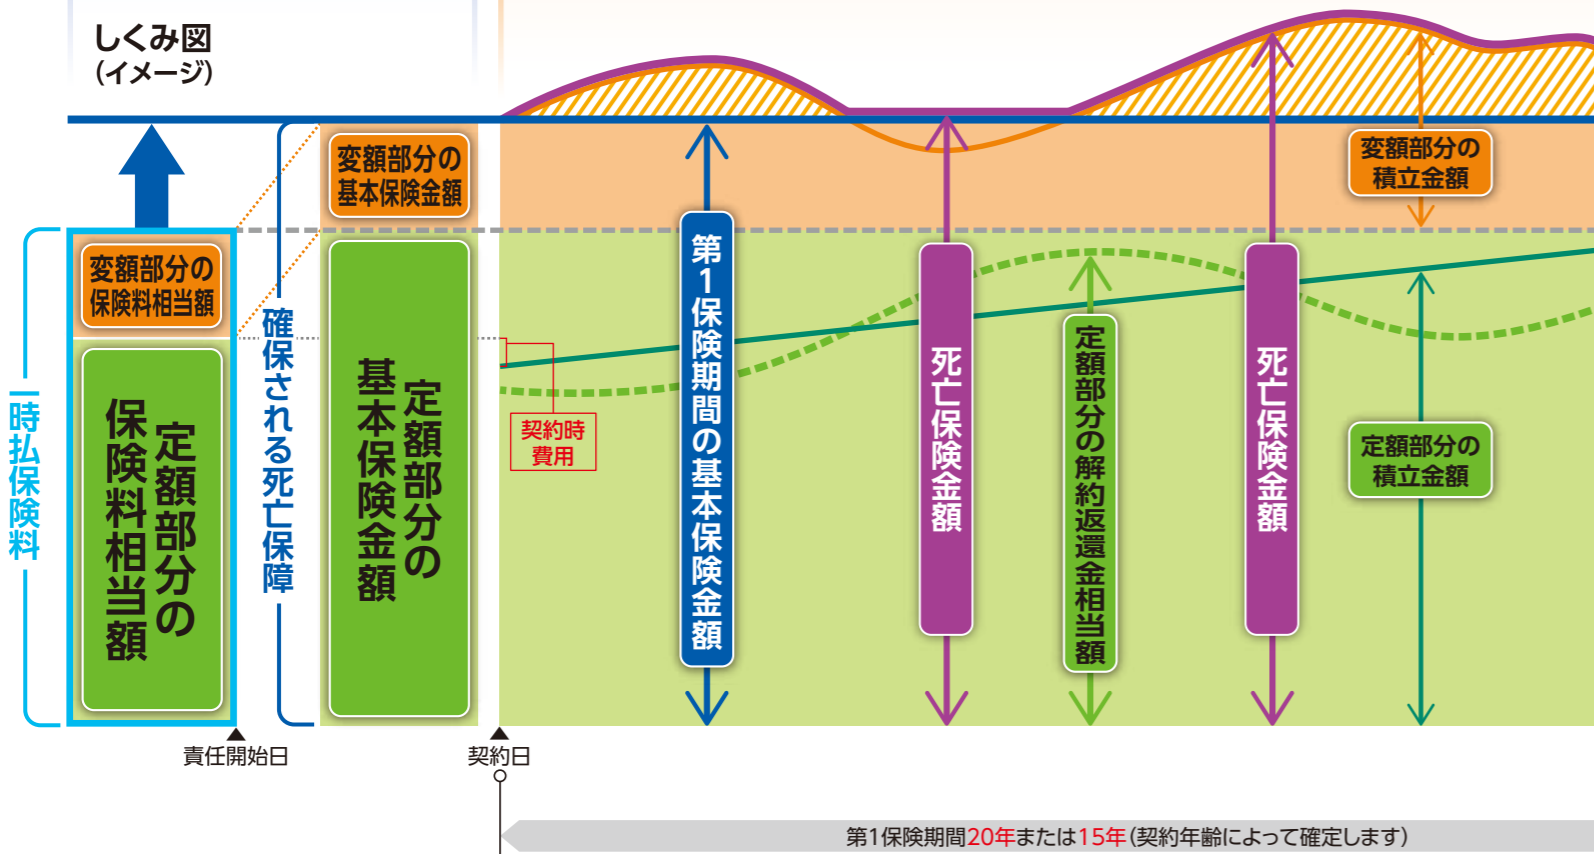 しくみ図
(イメージ)
一時払保険料
変額部分の
保険料相当額
定額部分の
保険料相当額
確保される死亡保障
変額部分の
基本保険金額
定額部分の
基本保険金額
契約時
費用
第1保険期間の基本保険金額
死亡保険金額
定額部分の解約返還金相当額
死亡保険金額
変額部分の
積立金額
定額部分の
積立金額
責任開始日
契約日
第1保険期間20年または15年(契約年齢によって確定します)